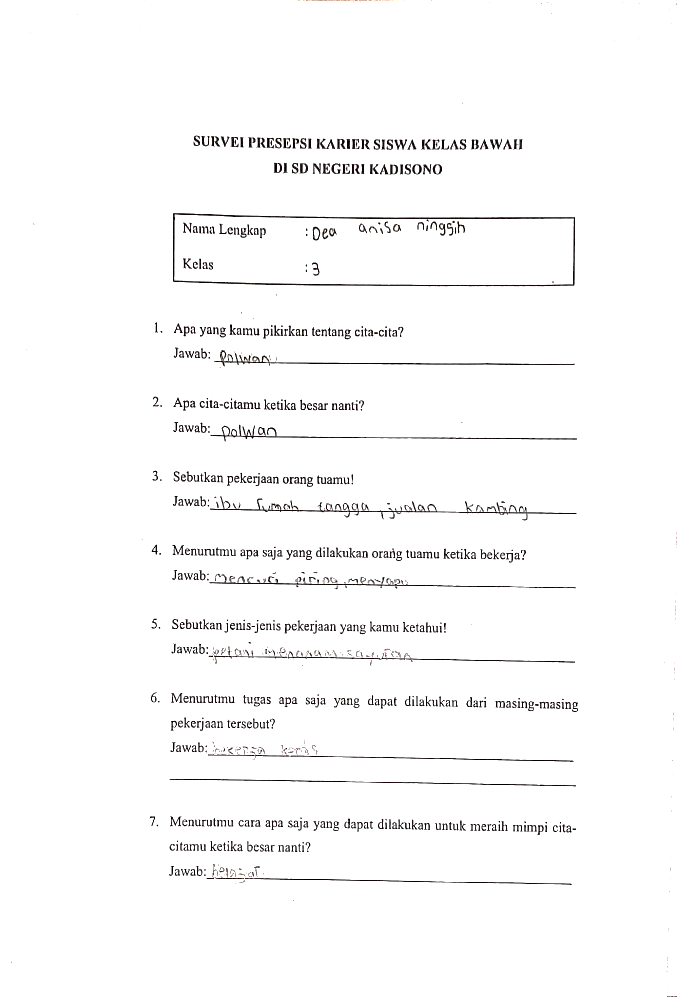 SURVEI PRESEPSI KARIER SISWA KELAS BAWAH
DI SD NEGERI KADISONO
Nama Lengkap : Dea anisa ninggsih
Kelas : 3
1. Apa yang kamu pikirkan tentang cita-cita?
Jawab: polwan
2. Apa cita-citamu ketika besar nanti?
Jawab: polwan
3. Sebutkan pekerjaan orang tuamu!
Jawab: ibu rumah tangga, jualan kambing
4. Menurutmu apa saja yang dilakukan orang tuamu ketika bekerja?
Jawab: mencuci piring, menyapu
5. Sebutkan jenis-jenis pekerjaan yang kamu ketahui!
Jawab: petani menanam sayuran
6. Menurutmu tugas apa saja yang dapat dilakukan dari masing-masing
pekerjaan tersebut?
Jawab: keras
7. Menurutmu cara apa saja yang dapat dilakukan untuk meraih mimpi cita-
citamu ketika besar nanti?
Jawab: